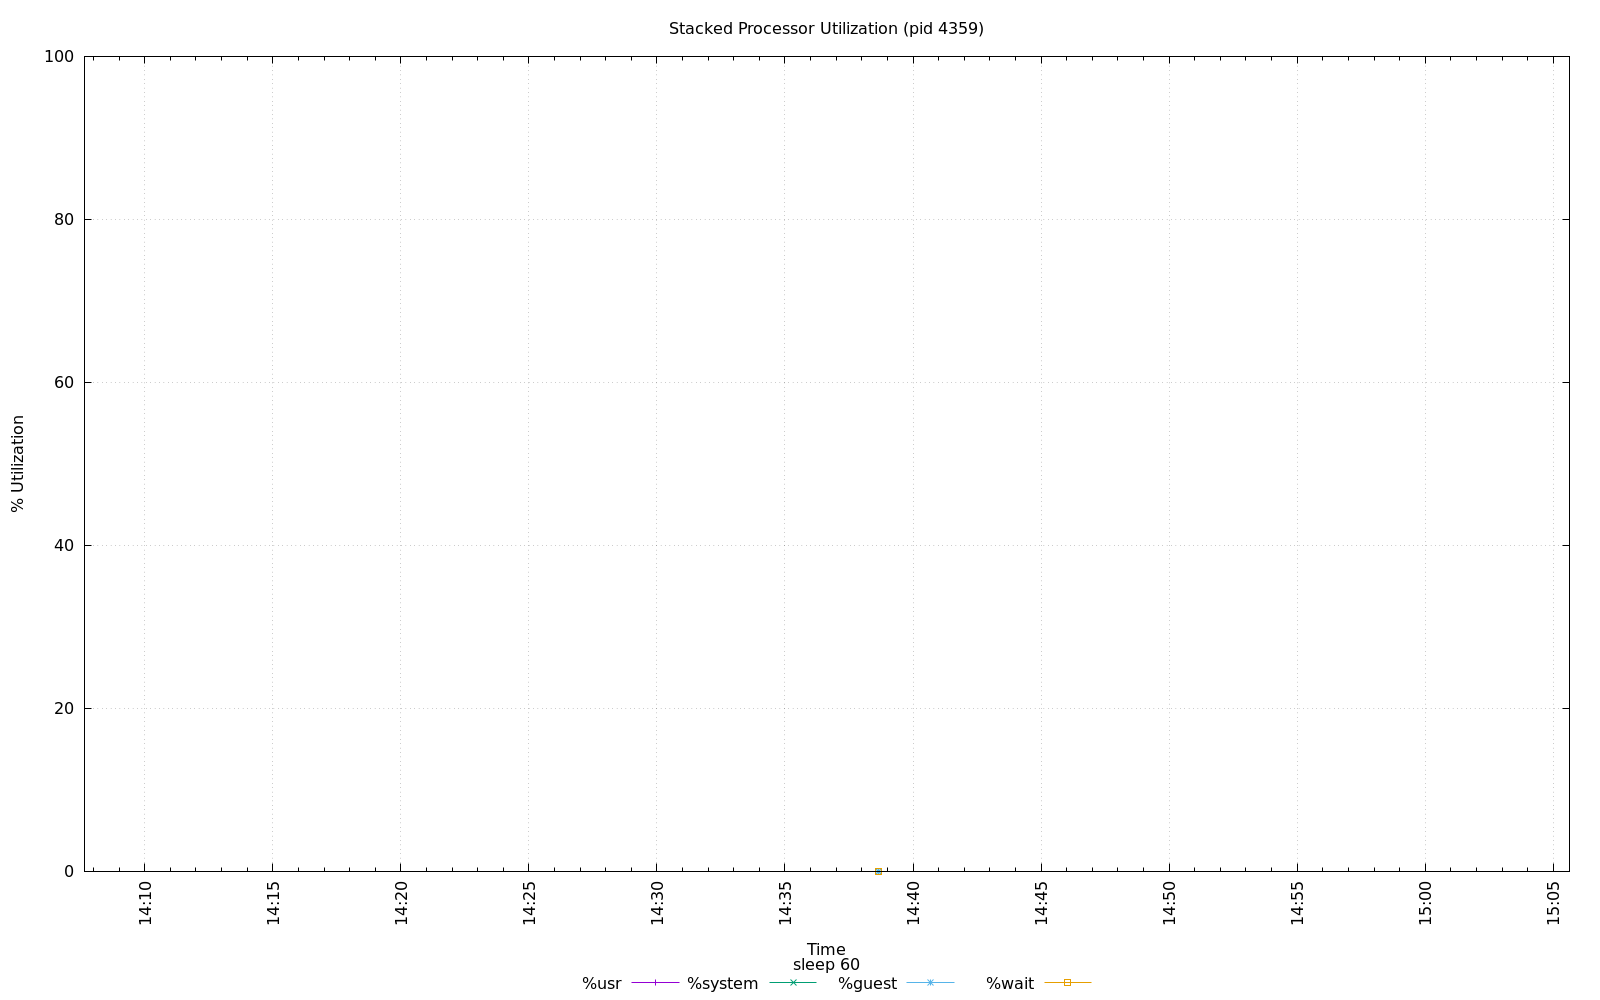 Stacked Processor Utilization (pid 4359)
100
80
60
40
20
0
% Utilization
14:10 14:15 14:20 14:25 14:30 14:35 14:40 14:45 14:50 14:55 15:00 15:05
Time
sleep 60
%usr %system %guest %wait